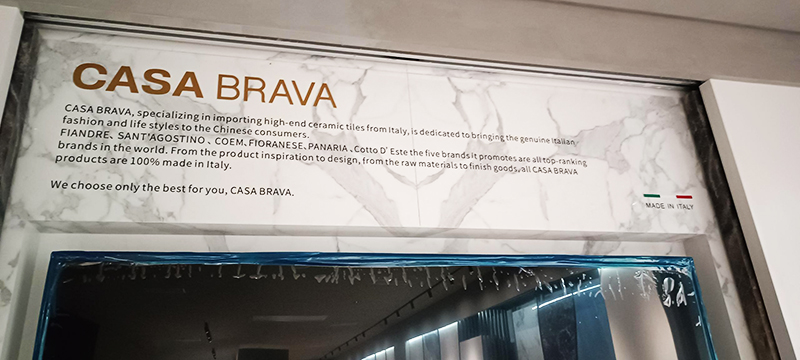 CASA BRAVA
CASA BRAVA, specializing in importing high-end ceramic tiles from Italy, is dedicated to bringing the genuine Italian
fashion and life styles to the Chinese consumers.
FIANDRE、SANT'AGOSTINO、COEM、FIORANESE、PANARIA、Cotto D' Este the five brands it promotes are all top-ranking
brands in the world. From the product inspiration to design, from the raw materials to finish goods, all CASA BRAVA
products are 100% made in Italy.
We choose only the best for you, CASA BRAVA.
MADE IN ITALY